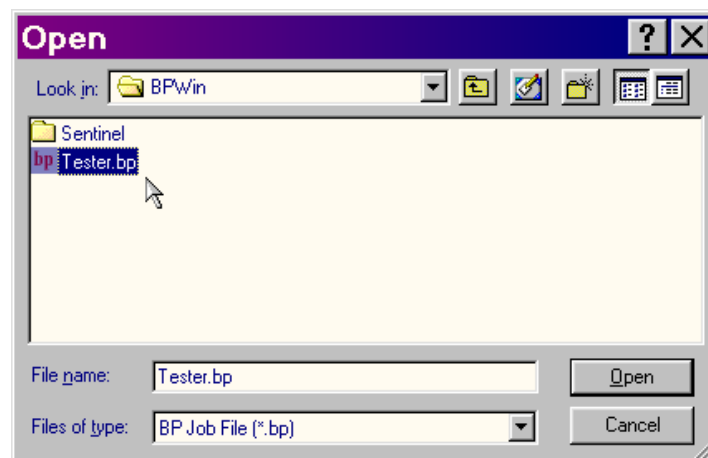 Open
Look in: BPWin
Sentinel
bp Tester.bp
File name: Tester.bp Open
Files of type: BP Job File (*.bp) Cancel